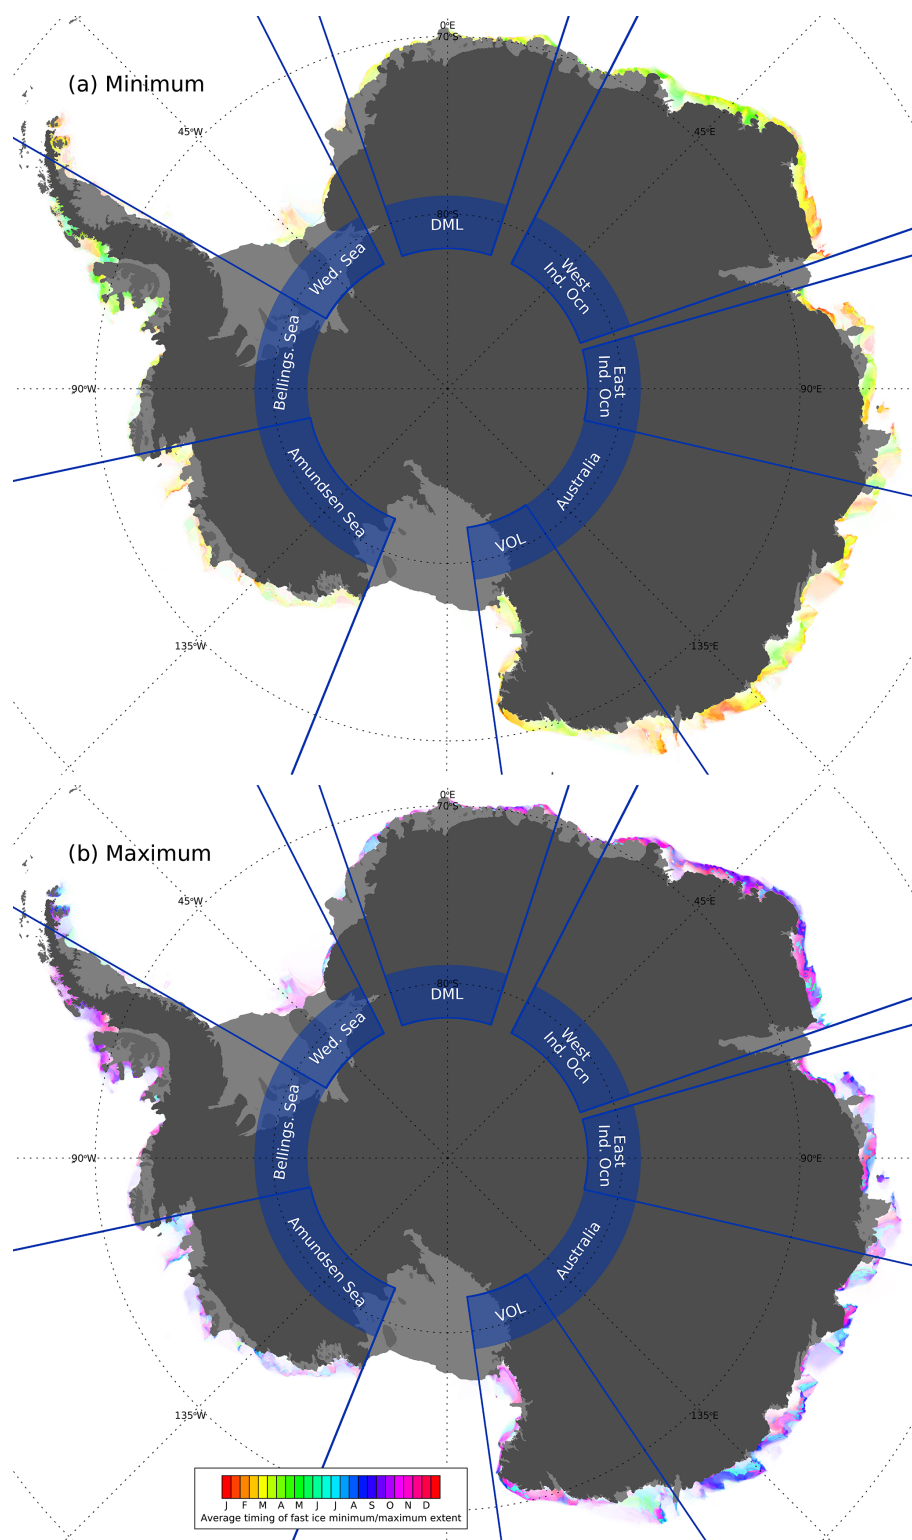 0°E
70°S
(a) Minimum
45°W
45°E
80°S
DML
Wed. Sea
West
Ind. Ocn
Bellings. Sea
East
Ind. Ocn
90°W
90°E
Amundsen Sea
Australia
VOL
135°W
135°E
0°E
70°S
(b) Maximum
45°W
45°E
80°S
DML
Wed. Sea
West
Ind. Ocn
Bellings. Sea
East
Ind. Ocn
90°W
90°E
Amundsen Sea
Australia
VOL
135°W
135°E
J F M A M J J A S O N D
Average timing of fast ice minimum/maximum extent